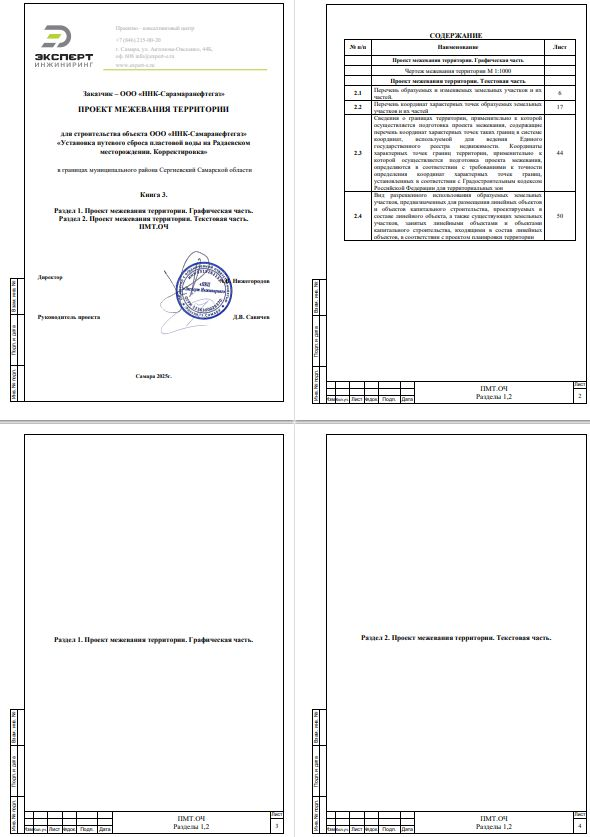 ЭКСПЕРТ
ИНЖИНИРИНГ
Проектно - консалтинговый центр
+7 (846) 215-00-20
г. Самара, ул. Антонова-Овсеенко, 44Б,
оф. 608 info@expert-e.ru
www.expert-e.ru
Заказчик – ООО «ННК-Сарамаранефтегаз»
ПРОЕКТ МЕЖЕВАНИЯ ТЕРРИТОРИИ
для строительства объекта ООО «ННК-Самаранефтегаз»
«Установка путевого сброса пластовой воды на Радаевском
месторождении. Корректировка»
в границах муниципального района Сергиевский Самарской области
Книга 3.
Раздел 1. Проект межевания территории. Графическая часть.
Раздел 2. Проект межевания территории. Текстовая часть.
ПМТ.ОЧ
Директор
Нижегородов
Руководитель проекта
Д.В. Савичев
Самара 2025г.
Взам. инв. №
Подп. и дата
Инв. № подл.
СОДЕРЖАНИЕ
№ п/п Наименование Лист
Проект межевания территории. Графическая часть
Чертеж межевания территории М 1:1000
Проект межевания территории. Текстовая часть
2.1 Перечень образуемых и изменяемых земельных участков и их 6
частей.
2.2 Перечень координат характерных точек образуемых земельных 17
участков и их частей
Сведения о границах территории, применительно к которой
осуществляется подготовка проекта межевания, содержащие
перечень координат характерных точек таких границ в системе
координат, используемой для ведения Единого
государственного реестра недвижимости. Координаты
2.3 характерных точек границ территории, применительно к 44
которой осуществляется подготовка проекта межевания,
определяются в соответствии с требованиями к точности
определения координат характерных точек границ,
установленных в соответствии с Градостроительным кодексом
Российской Федерации для территориальных зон
Вид разрешенного использования образуемых земельных
участков, предназначенных для размещения линейных объектов
и объектов капитального строительства, проектируемых в
2.4 составе линейного объекта, а также существующих земельных 50
участков, занятых линейными объектами и объектами
капитального строительства, входящими в состав линейных
объектов, в соответствии с проектом планировки территории
Взам. инв. №
Подп. и дата
Инв. № подл.
Изм Кол.уч. Лист №док Подп. Дата
ПМТ.ОЧ
Разделы 1,2
Лист
2
Раздел 1. Проект межевания территории. Графическая часть.
Взам. инв. №
Подп. и дата
Инв. № подл.
Изм Кол.уч. Лист №док Подп. Дата
ПМТ.ОЧ
Разделы 1,2
Лист
3
Раздел 2. Проект межевания территории. Текстовая часть.
Взам. инв. №
Подп. и дата
Инв. № подл.
Изм Кол.уч. Лист №док Подп. Дата
ПМТ.ОЧ
Разделы 1,2
Лист
4